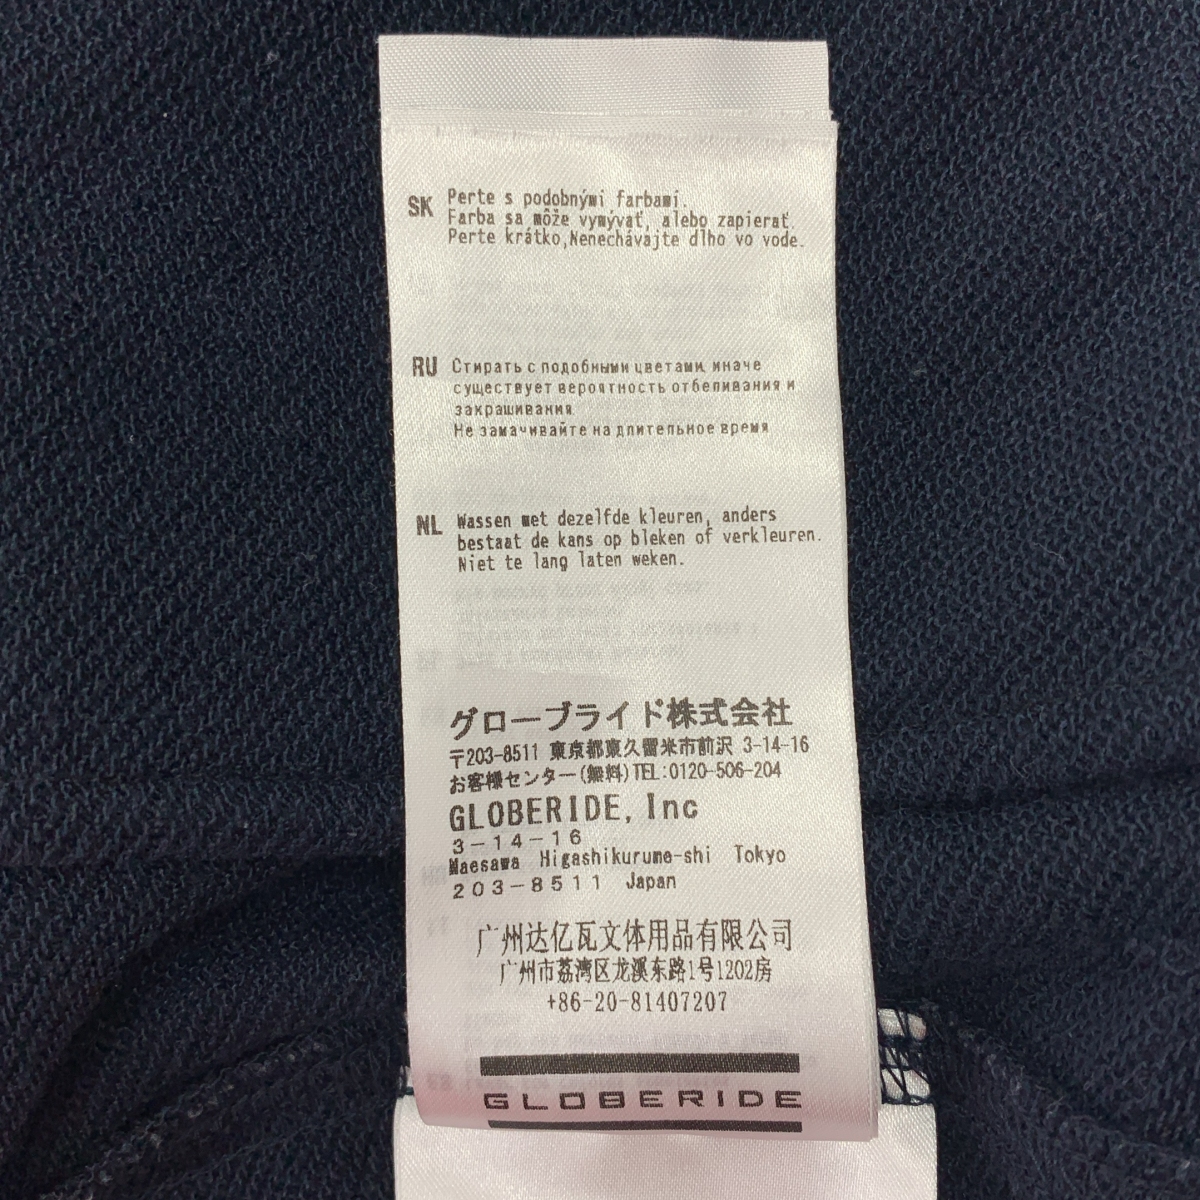 SK Perte s podobnými farbami.
Farba sa môže vymývať, alebo zapierať.
Perte krátko,Nenechávajte dlho vo vode.
RU Стирать с подобными цветами, иначе
существует вероятность отбеливания и
закрашивания
Не замачивайте на длительное время
NL Wassen met dezelfde kleuren, anders
bestaat de kans op bleken of verkleuren.
Niet te lang laten weken.
グローブライド株式会社
〒203-8511 東京都東久留米市前沢 3-14-16
お客様センター(無料)TEL:0120-506-204
GLOBERIDE, Inc
3-14-16
Maesawa Higashikurume-shi Tokyo
203-8511 Japan
广州达亿瓦文体用品有限公司
广州市荔湾区龙溪东路1号1202房
+86-20-81407207
GLOBERIDE